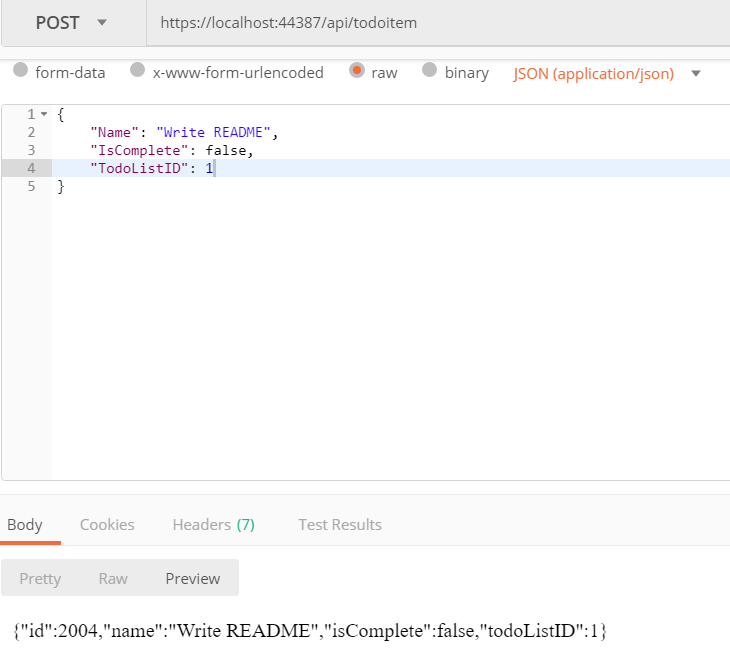 POST https://localhost:44387/api/todoitem
form-data x-www-form-urlencoded raw binary JSON (application/json)
1 {
2 "Name": "Write README",
3 "IsComplete": false,
4 "TodoListID": 1
5 }
Body Cookies Headers (7) Test Results
Pretty Raw Preview
{"id":2004,"name":"Write README","isComplete":false,"todoListID":1}